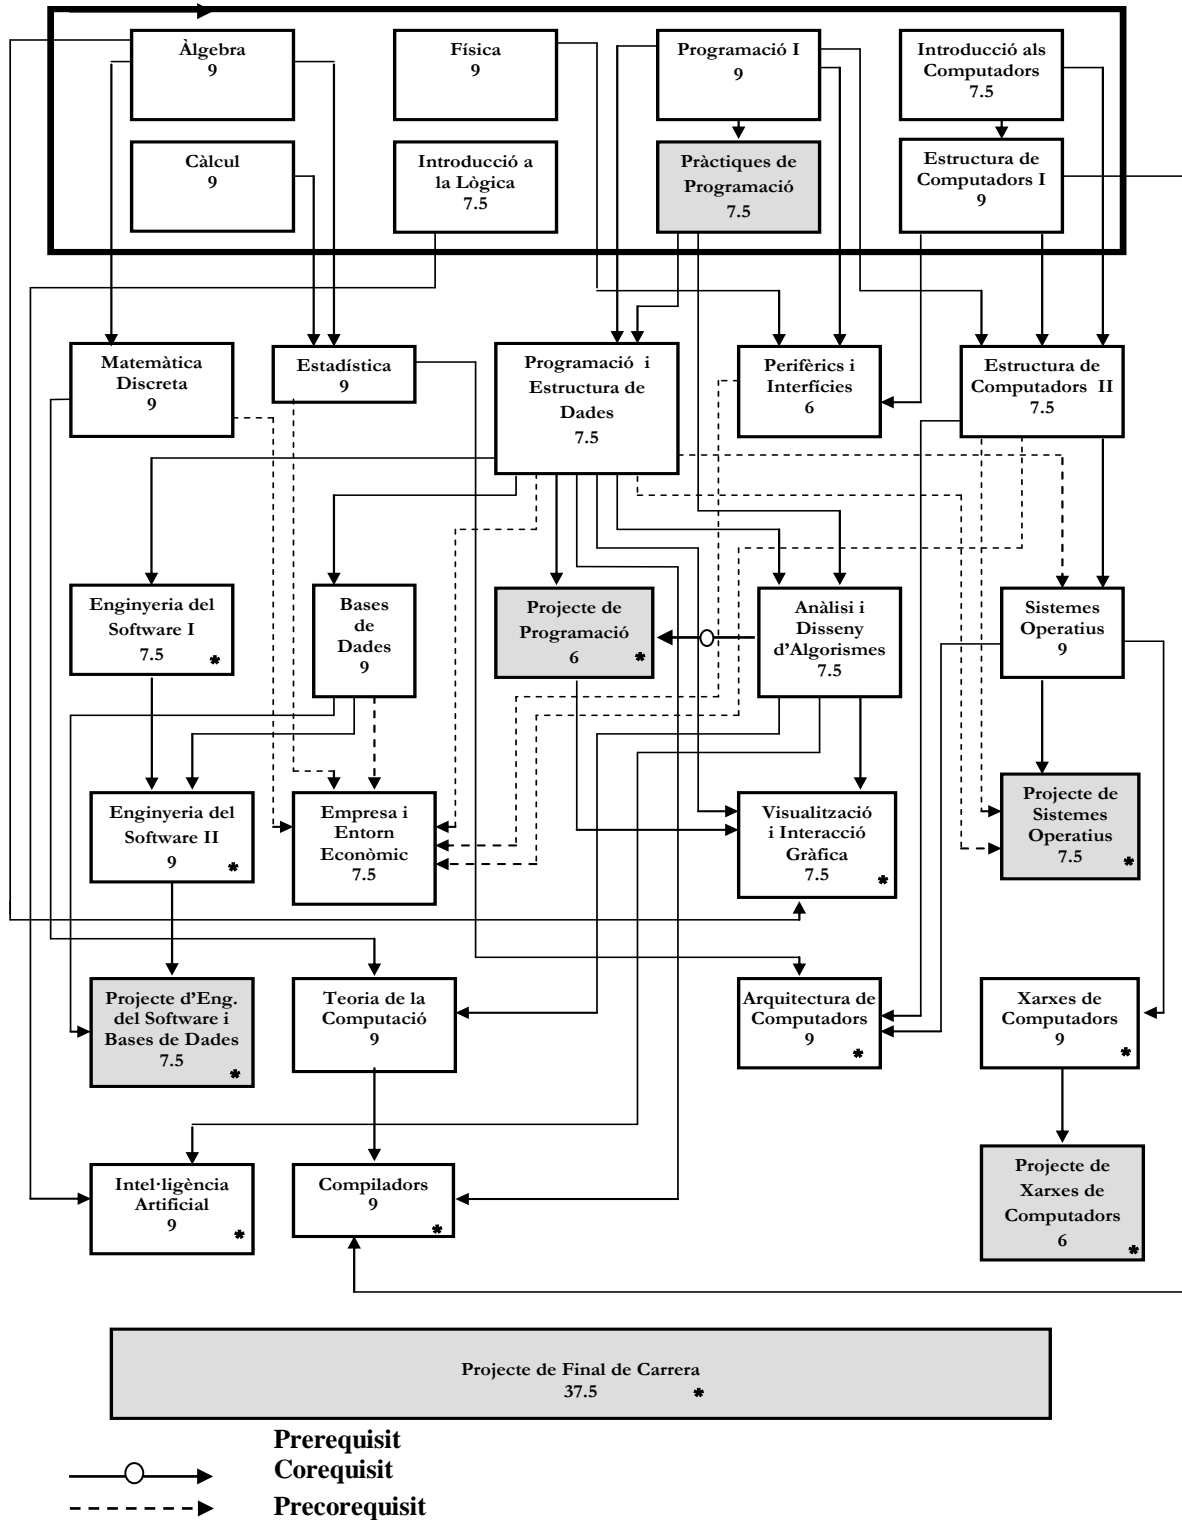 Àlgebra
9
Física
9
Programació I
9
Introducció als
Computadors
7.5
Càlcul
9
Introducció a
la Lògica
7.5
Pràctiques de
Programació
7.5
Estructura de
Computadors I
9
Matemàtica
Discreta
9
Estadística
9
Programació i
Estructura de
Dades
7.5
Perifèrics i
Interfícies
6
Estructura de
Computadors II
7.5
Enginyeria del
Software I
7.5 *
Bases
de
Dades
9
Projecte de
Programació
6 *
Anàlisi i
Disseny
d'Algorismes
7.5
Sistemes
Operatius
9
Enginyeria del
Software II
9 *
Empresa i
Entorn
Econòmic
7.5
Visualització
i Interacció
Gràfica
7.5 *
Projecte de
Sistemes
Operatius
7.5 *
Projecte d'Eng.
del Software i
Bases de Dades
7.5 *
Teoria de la
Computació
9
Arquitectura de
Computadors
9 *
Xarxes de
Computadors
9 *
Intel·ligència
Artificial
9 *
Compiladors
9 *
Projecte de
Xarxes de
Computadors
6 *
Projecte de Final de Carrera
37.5 *
Prerequisit
Corequisit
Precorequisit